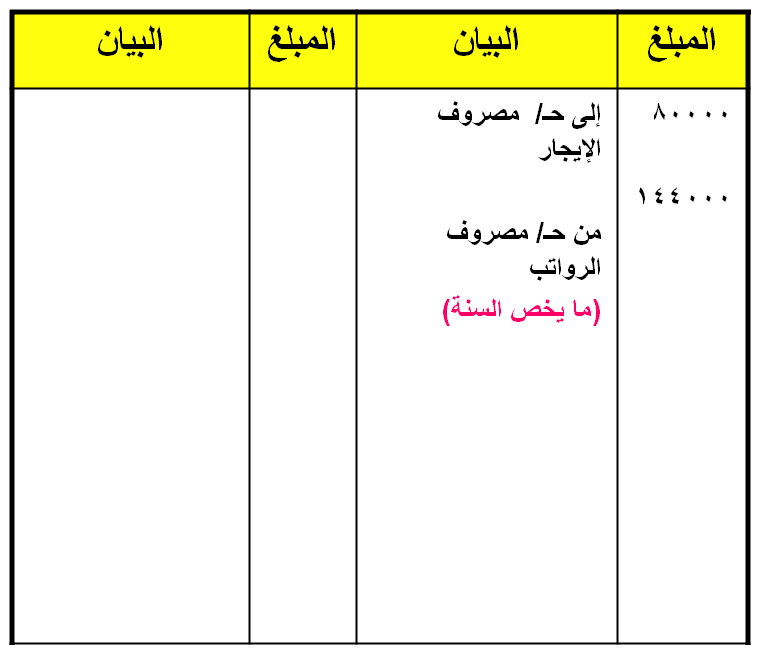 المبلغ البيان المبلغ البيان
٨٠٠٠٠ إلى حـ/ مصروف
الإيجار
١٤٤٠٠٠
من حـ/ مصروف
الرواتب
(ما يخص السنة)